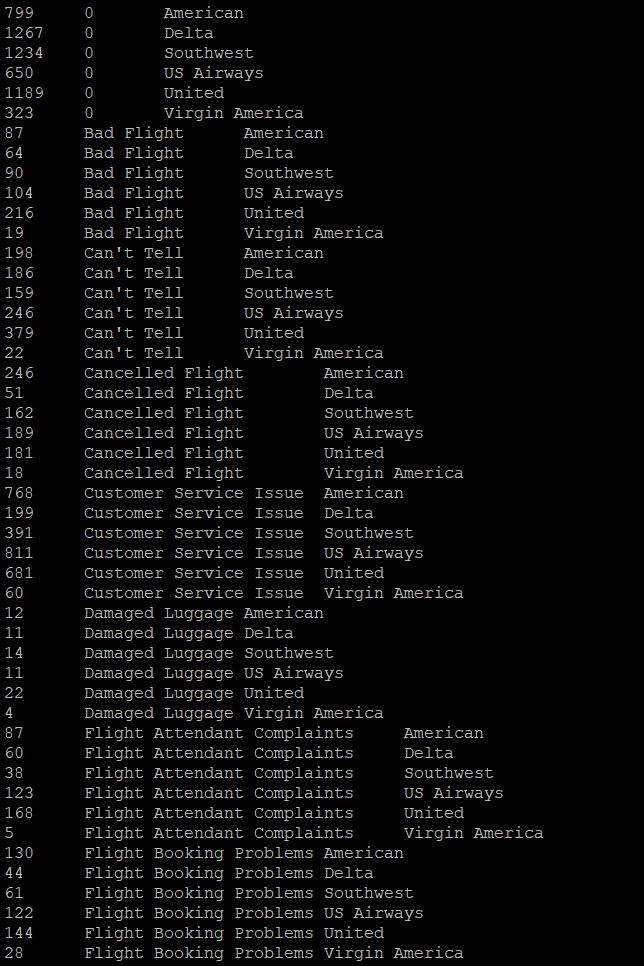 799 0 American
1267 0 Delta
1234 0 Southwest
650 0 US Airways
1189 0 United
323 0 Virgin America
87 Bad Flight American
64 Bad Flight Delta
90 Bad Flight Southwest
104 Bad Flight US Airways
216 Bad Flight United
19 Bad Flight Virgin America
198 Can't Tell American
186 Can't Tell Delta
159 Can't Tell Southwest
246 Can't Tell US Airways
379 Can't Tell United
22 Can't Tell Virgin America
246 Cancelled Flight American
51 Cancelled Flight Delta
162 Cancelled Flight Southwest
189 Cancelled Flight US Airways
181 Cancelled Flight United
18 Cancelled Flight Virgin America
768 Customer Service Issue American
199 Customer Service Issue Delta
391 Customer Service Issue Southwest
811 Customer Service Issue US Airways
681 Customer Service Issue United
60 Customer Service Issue Virgin America
12 Damaged Luggage American
11 Damaged Luggage Delta
14 Damaged Luggage Southwest
11 Damaged Luggage US Airways
22 Damaged Luggage United
4 Damaged Luggage Virgin America
87 Flight Attendant Complaints American
60 Flight Attendant Complaints Delta
38 Flight Attendant Complaints Southwest
123 Flight Attendant Complaints US Airways
168 Flight Attendant Complaints United
5 Flight Attendant Complaints Virgin America
130 Flight Booking Problems American
44 Flight Booking Problems Delta
61 Flight Booking Problems Southwest
122 Flight Booking Problems US Airways
144 Flight Booking Problems United
28 Flight Booking Problems Virgin America